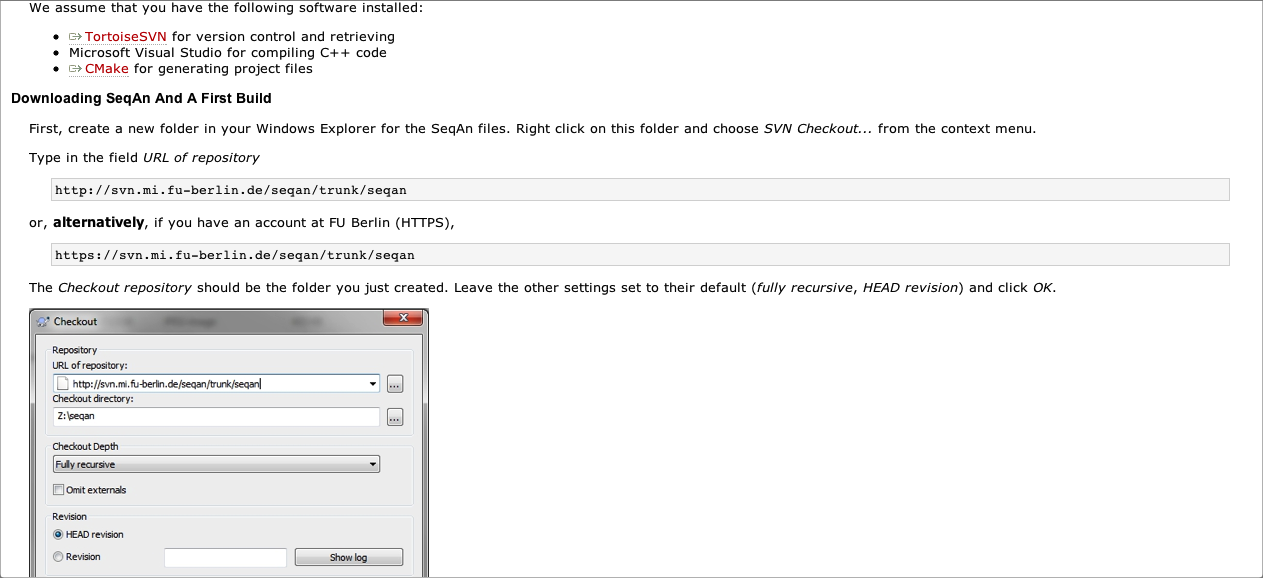 We assume that you have the following software installed:
TortoiseSVN for version control and retrieving
Microsoft Visual Studio for compiling C++ code
CMake for generating project files
Downloading SeqAn And A First Build
First, create a new folder in your Windows Explorer for the SeqAn files. Right click on this folder and choose SVN Checkout... from the context menu.
Type in the field URL of repository
http://svn.mi.fu-berlin.de/seqan/trunk/seqan
or, alternatively, if you have an account at FU Berlin (HTTPS),
https://svn.mi.fu-berlin.de/seqan/trunk/seqan
The Checkout repository should be the folder you just created. Leave the other settings set to their default (fully recursive, HEAD revision) and click OK.
Checkout
Repository
URL of repository:
http://svn.mi.fu-berlin.de/seqan/trunk/seqan
...
Checkout directory:
Z:\seqan
...
Checkout Depth
Fully recursive
Omit externals
Revision
HEAD revision
Revision
Show log